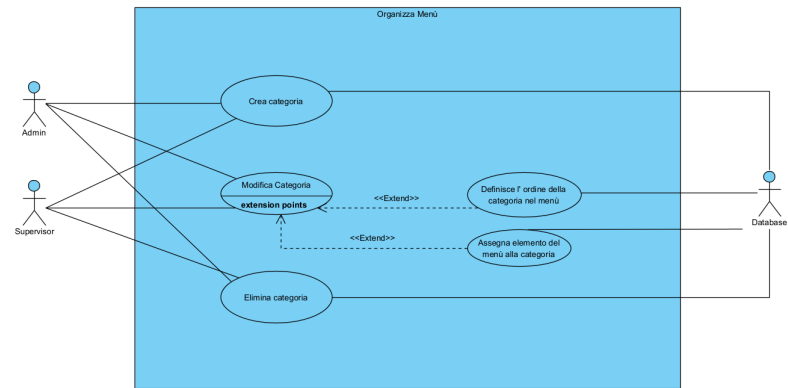 Organizza Menù
Crea categoria
Admin
Modifica Categoria
extension points
<<Extend>>
Definisce l' ordine della
categoria nel menù
Supervisor
Database
<<Extend>>
Assegna elemento del
menù alla categoria
Elimina categoria